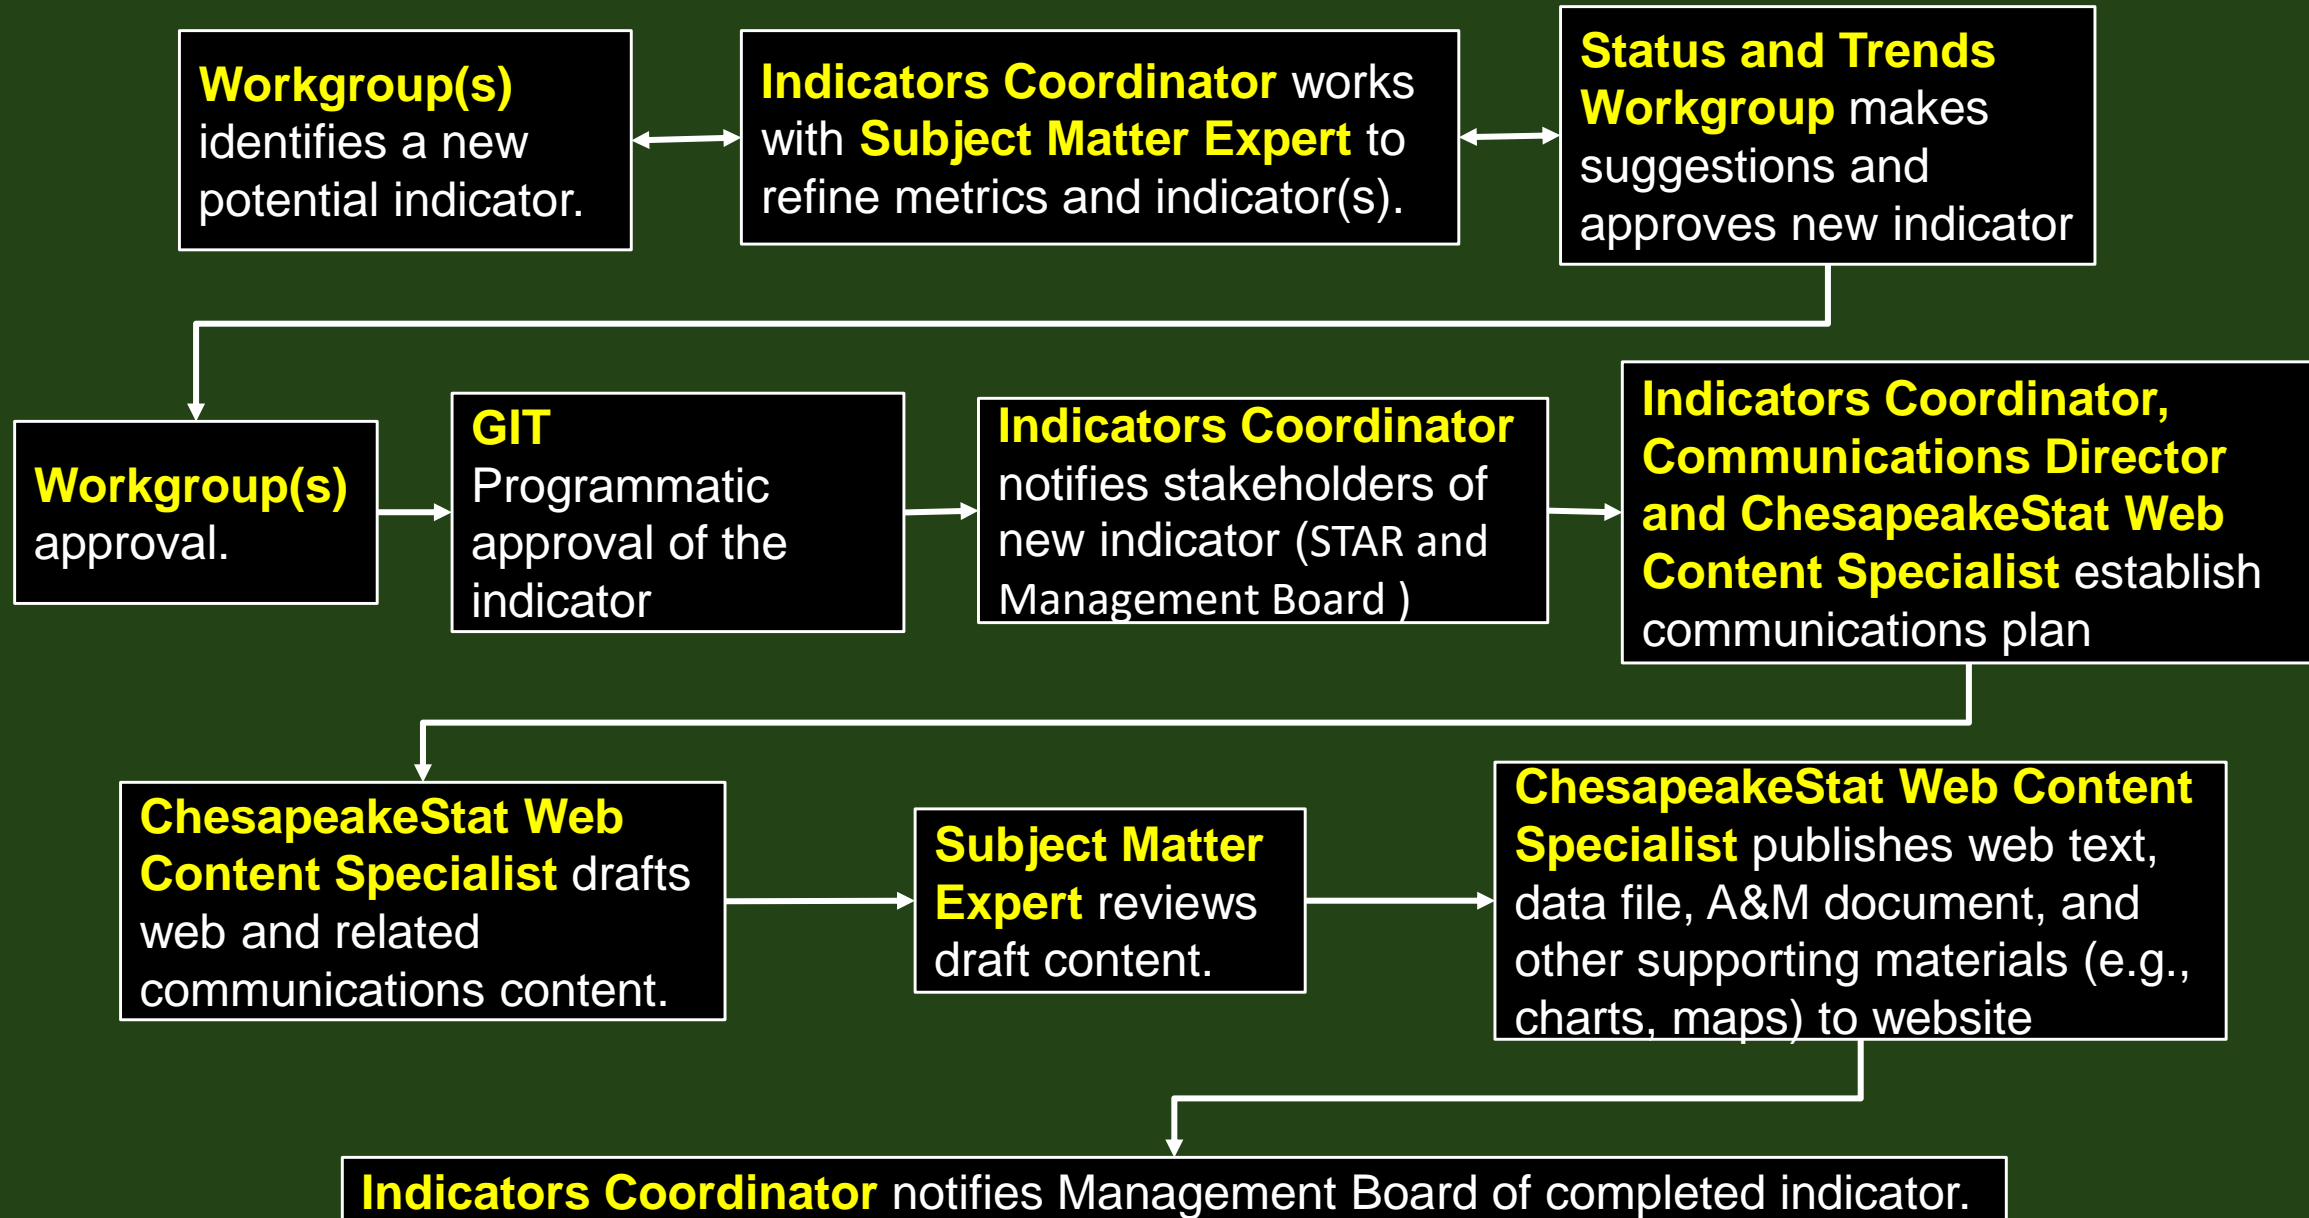 Workgroup(s)
identifies a new
potential indicator.
Indicators Coordinator works
with Subject Matter Expert to
refine metrics and indicator(s).
Status and Trends
Workgroup makes
suggestions and
approves new indicator
Workgroup(s)
approval.
GIT
Programmatic
approval of the
indicator
Indicators Coordinator
notifies stakeholders of
new indicator (STAR and
Management Board )
Indicators Coordinator,
Communications Director
and ChesapeakeStat Web
Content Specialist establish
communications plan
ChesapeakeStat Web
Content Specialist drafts
web and related
communications content.
Subject Matter
Expert reviews
draft content.
ChesapeakeStat Web Content
Specialist publishes web text,
data file, A&M document, and
other supporting materials (e.g.,
charts, maps) to website
Indicators Coordinator notifies Management Board of completed indicator.